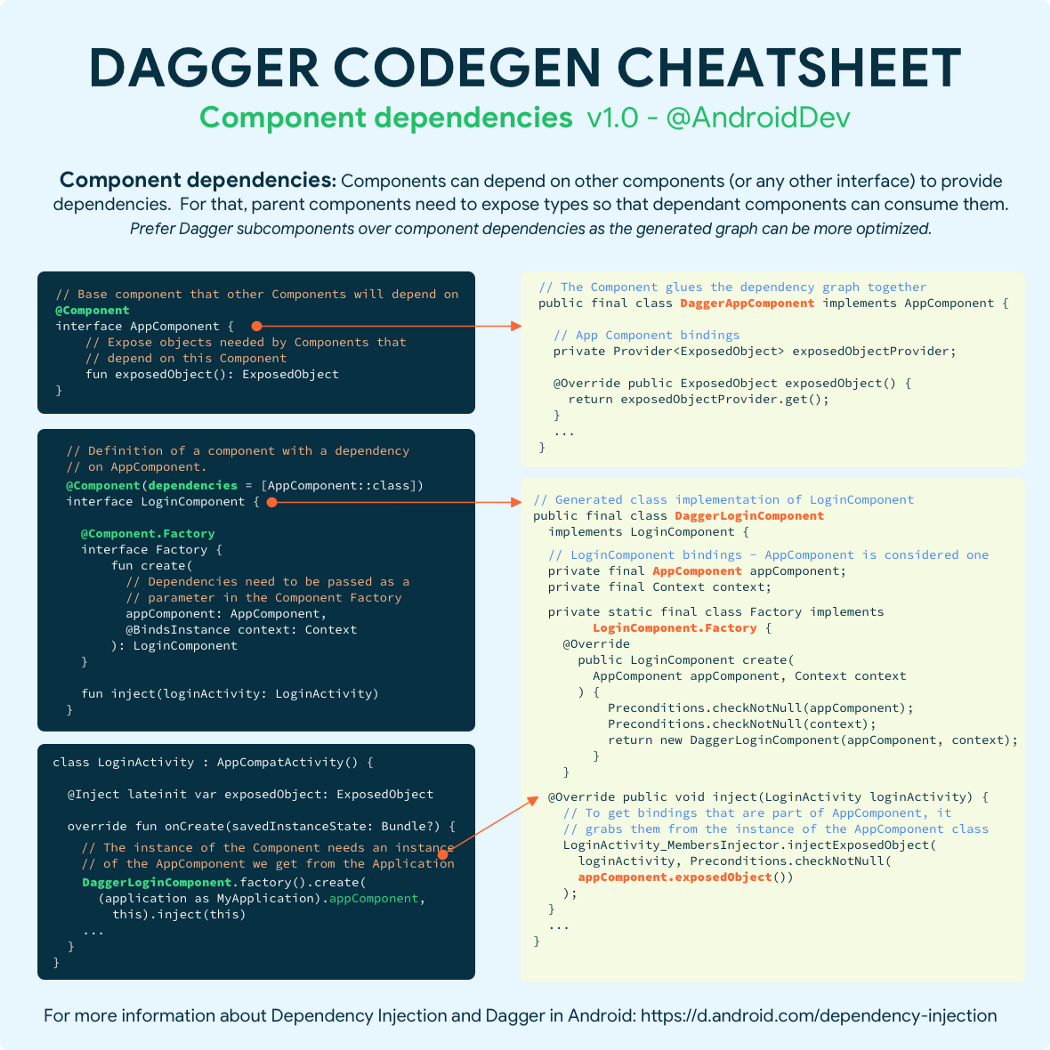 DAGGER CODEGEN CHEATSHEET
Component dependencies v1.0 - @AndroidDev
Component dependencies: Components can depend on other components (or any other interface) to provide
dependencies. For that, parent components need to expose types so that dependant components can consume them.
Prefer Dagger subcomponents over component dependencies as the generated graph can be more optimized.
// Base component that other Components will depend on
@Component
interface AppComponent {
    // Expose objects needed by Components that
    // depend on this Component
    fun exposedObject(): ExposedObject
}
// The Component glues the dependency graph together
public final class DaggerAppComponent implements AppComponent {
  // App Component bindings
  private Provider<ExposedObject> exposedObjectProvider;
  @Override public ExposedObject exposedObject() {
    return exposedObjectProvider.get();
  }
  ...
}
// Definition of a component with a dependency
// on AppComponent.
@Component(dependencies = [AppComponent::class])
interface LoginComponent {
  @Component.Factory
  interface Factory {
      fun create(
        // Dependencies need to be passed as a
        // parameter in the Component Factory
        appComponent: AppComponent,
        @BindsInstance context: Context
      ): LoginComponent
  }
  fun inject(loginActivity: LoginActivity)
}
// Generated class implementation of LoginComponent
public final class DaggerLoginComponent
  implements LoginComponent {
  // LoginComponent bindings - AppComponent is considered one
  private final AppComponent appComponent;
  private final Context context;
  private static final class Factory implements
        LoginComponent.Factory {
    @Override
      public LoginComponent create(
        AppComponent appComponent, Context context
      ) {
          Preconditions.checkNotNull(appComponent);
          Preconditions.checkNotNull(context);
          return new DaggerLoginComponent(appComponent, context);
        }
    }
  @Override public void inject(LoginActivity loginActivity) {
    // To get bindings that are part of AppComponent, it
    // grabs them from the instance of the AppComponent class
    LoginActivity_MembersInjector.injectExposedObject(
      loginActivity, Preconditions.checkNotNull(
      appComponent.exposedObject())
    );
  }
  ...
}
class LoginActivity : AppCompatActivity() {
  @Inject lateinit var exposedObject: ExposedObject
  override fun onCreate(savedInstanceState: Bundle?) {
    // The instance of the Component needs an instance
    // of the AppComponent we get from the Application
    DaggerLoginComponent.factory().create(
      (application as MyApplication).appComponent,
        this).inject(this)
    ...
  }
}
For more information about Dependency Injection and Dagger in Android: https://d.android.com/dependency-injection